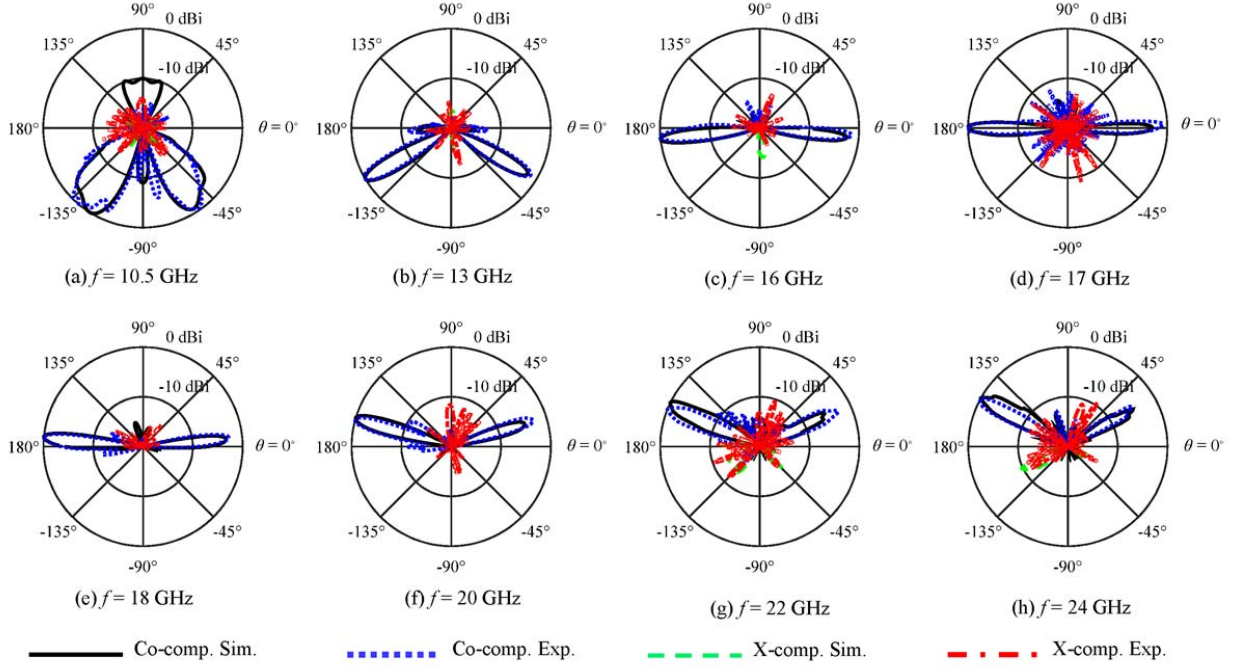 90°
0 dBi
135°
45°
-10 dBi
180°
θ = 0°
-135°
-45°
-90°
(a) f = 10.5 GHz
90°
0 dBi
135°
45°
-10 dBi
180°
θ = 0°
-135°
-45°
-90°
(b) f = 13 GHz
90°
0 dBi
135°
45°
-10 dBi
180°
θ = 0°
-135°
-45°
-90°
(c) f = 16 GHz
90°
0 dBi
135°
45°
-10 dBi
180°
θ = 0°
-135°
-45°
-90°
(d) f = 17 GHz
90°
0 dBi
135°
45°
-10 dBi
180°
θ = 0°
-135°
-45°
-90°
(e) f = 18 GHz
90°
0 dBi
135°
45°
-10 dBi
180°
θ = 0°
-135°
-45°
-90°
(f) f = 20 GHz
90°
0 dBi
135°
45°
-10 dBi
180°
θ = 0°
-135°
-45°
-90°
(g) f = 22 GHz
90°
0 dBi
135°
45°
-10 dBi
180°
θ = 0°
-135°
-45°
-90°
(h) f = 24 GHz
Co-comp. Sim.
Co-comp. Exp.
X-comp. Sim.
X-comp. Exp.